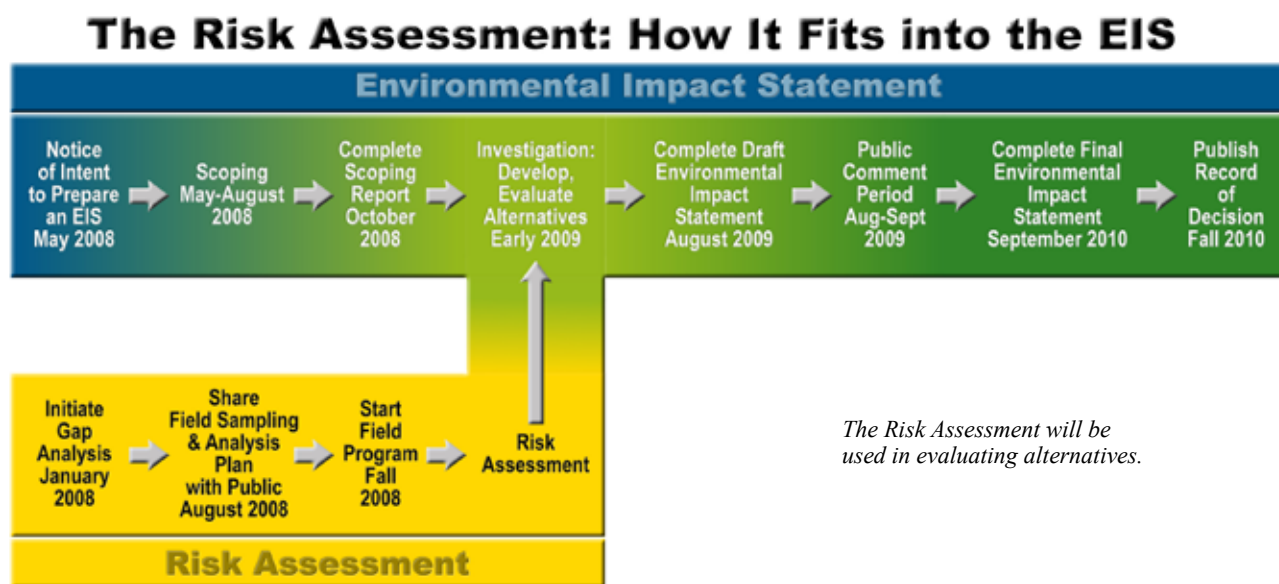 The Risk Assessment: How It Fits into the EIS
Environmental Impact Statement
Notice
of Intent
to Prepare
an EIS
May 2008
Scoping
May-August
2008
Complete
Scoping
Report
October
2008
Investigation:
Develop,
Evaluate
Alternatives
Early 2009
Complete Draft
Environmental
Impact
Statement
August 2009
Public
Comment
Period
Aug-Sept
2009
Complete Final
Environmental
Impact
Statement
September 2010
Publish
Record
of
Decision
Fall 2010
Initiate
Gap
Analysis
January
2008
Share
Field Sampling
& Analysis
Plan
with Public
August 2008
Start
Field
Program
Fall
2008
Risk
Assessment
The Risk Assessment will be
used in evaluating alternatives.
Risk Assessment